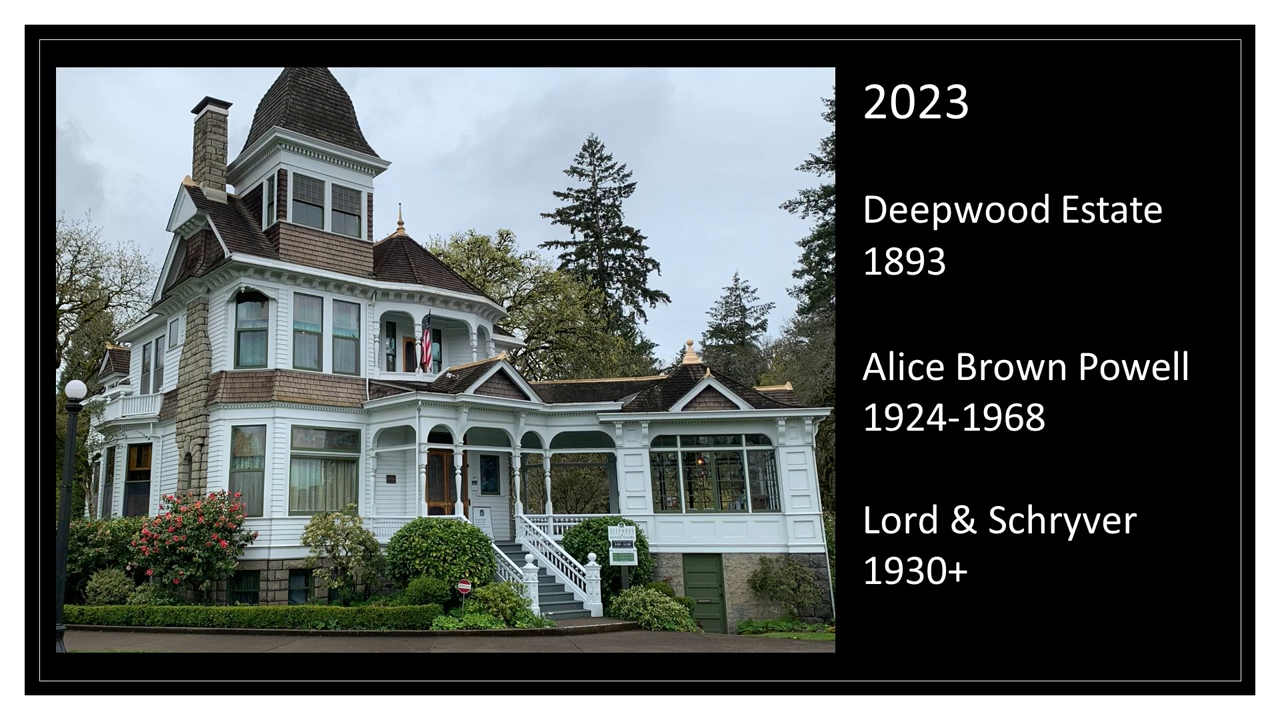 2023
Deepwood Estate
1893
Alice Brown Powell
1924-1968
Lord & Schryver
1930+